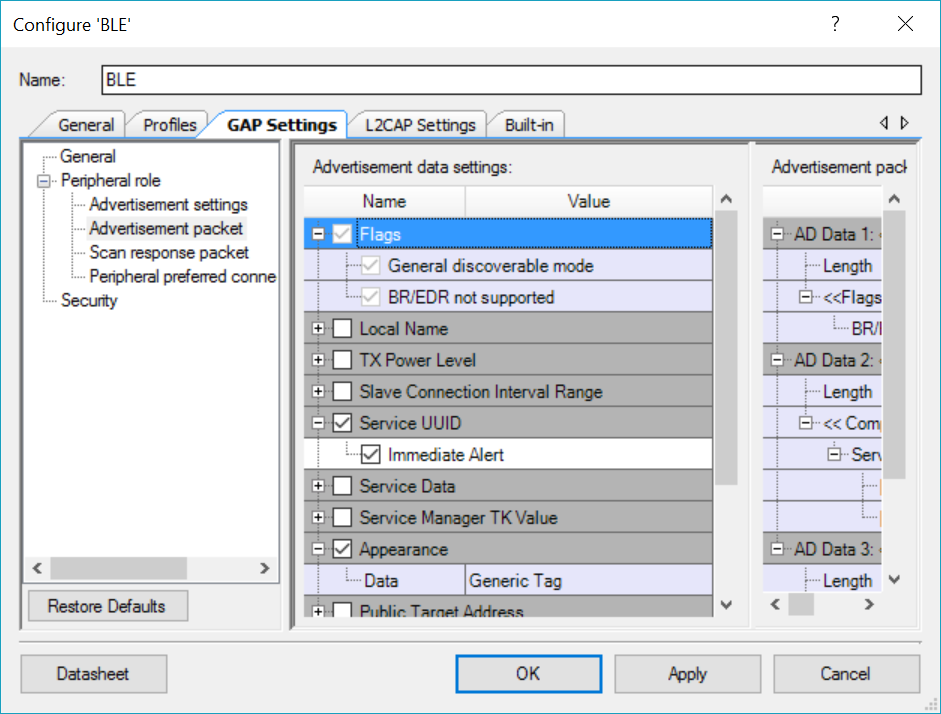 Configure 'BLE'
Name: BLE
General Profiles GAP Settings L2CAP Settings Built-in
General
Peripheral role
Advertisement settings
Advertisement packet
Scan response packet
Peripheral preferred conne
Security
Restore Defaults
Advertisement data settings:
Name Value
Flags
General discoverable mode
BR/EDR not supported
Local Name
TX Power Level
Slave Connection Interval Range
Service UUID
Immediate Alert
Service Data
Service Manager TK Value
Appearance
Data Generic Tag
Public Target Address
Advertisement pack
AD Data 1:
Length
<<Flags
BR/
AD Data 2:
Length
<< Com
Serv
AD Data 3:
Length
Datasheet OK Apply Cancel